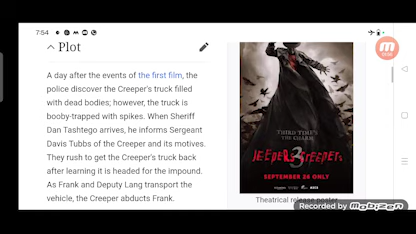 7:54
Plot
A day after the events of the first film, the
police discover the Creeper's truck filled
with dead bodies; however, the truck is
booby-trapped with spikes. When Sheriff
Dan Tashtego arrives, he informs Sergeant
Davis Tubbs of the Creeper and its motives.
They rush to get the Creeper's truck back
after learning it is headed for the impound.
As Frank and Deputy Lang transport the
vehicle, the Creeper abducts Frank.
THIRD TIME'S
THE CHARM
JEEPERS CREEPERS
3
SEPTEMBER 26 ONLY
Theatrical release poster
Recorded by MOBIZEN